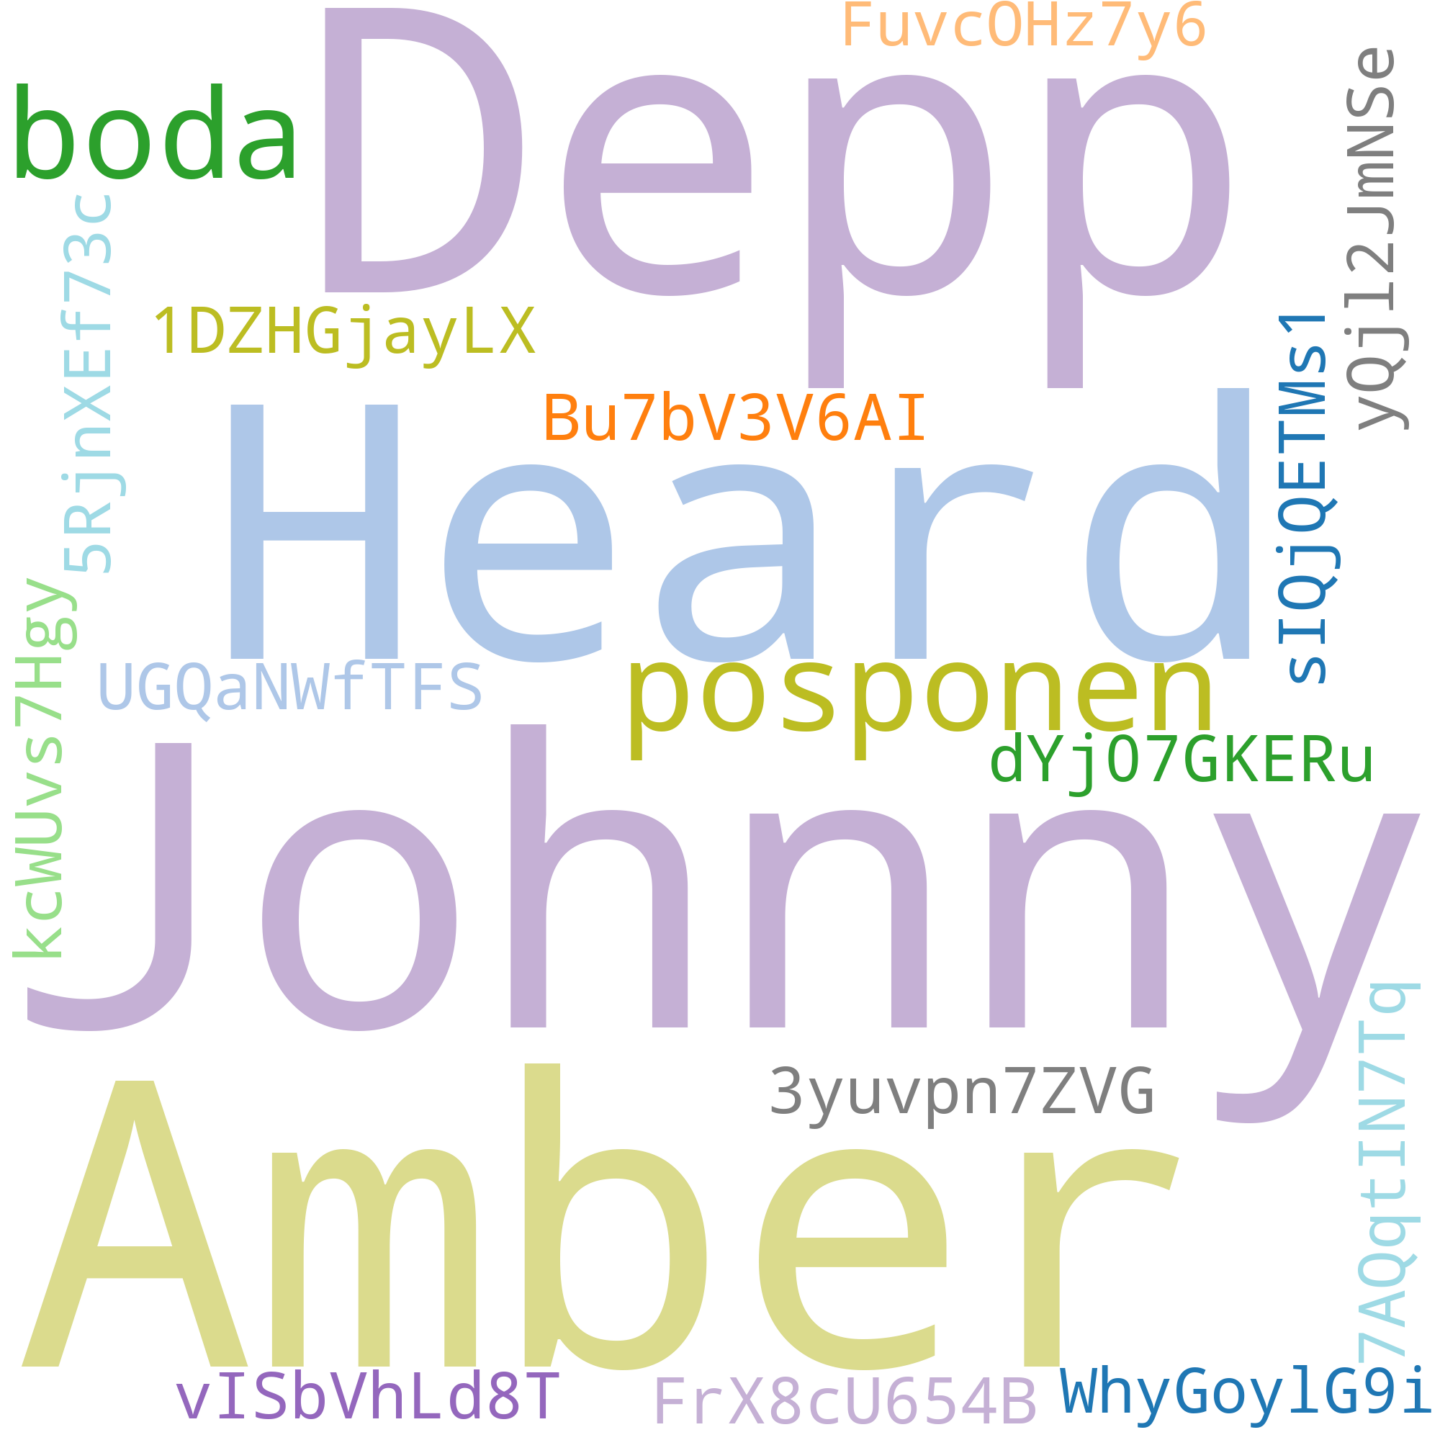 FuvcOHz7y6
Depp
boda
yQjl2JmNSe
5RjnXEf73c
1DZHGjayLX
sIQjQETMs1
Bu7bV3V6AI
Heard
kcWUvs7Hgy
UGQaNWfTFS
posponen
dYjO7GKERu
Johnny
7AQqtIN7Tq
3yuvpn7ZVG
Amber
vISbVhLd8T
FrX8cU654B
WhyGoylG9i